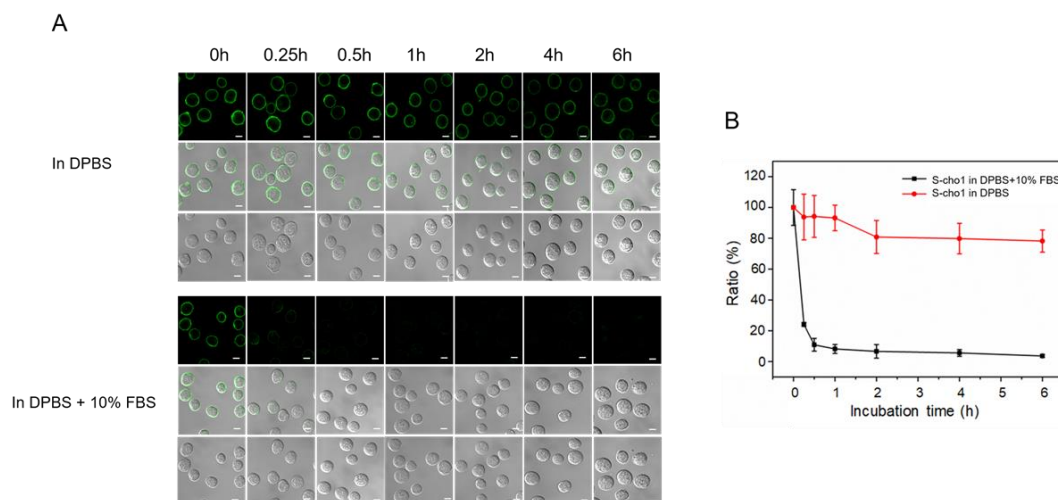 A
0h 0.25h 0.5h 1h 2h 4h 6h
In DPBS
In DPBS + 10% FBS
B
S-cho1 in DPBS+10% FBS
S-cho1 in DPBS
120
100
80
60
40
20
0
Ratio (%)
0 1 2 3 4 5 6
Incubation time (h)